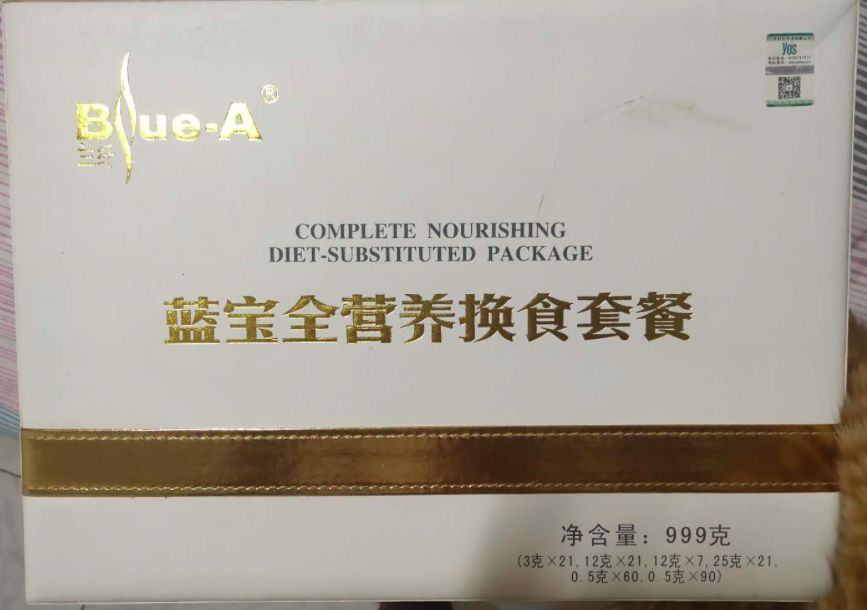 Blue-A®
yos
COMPLETE NOURISHING
DIET-SUBSTITUTED PACKAGE
蓝宝全营养换食套餐
净含量：999克
(3克×21,12克×21,12克×7,25克×21,
0.5克×60,0.5克×90)